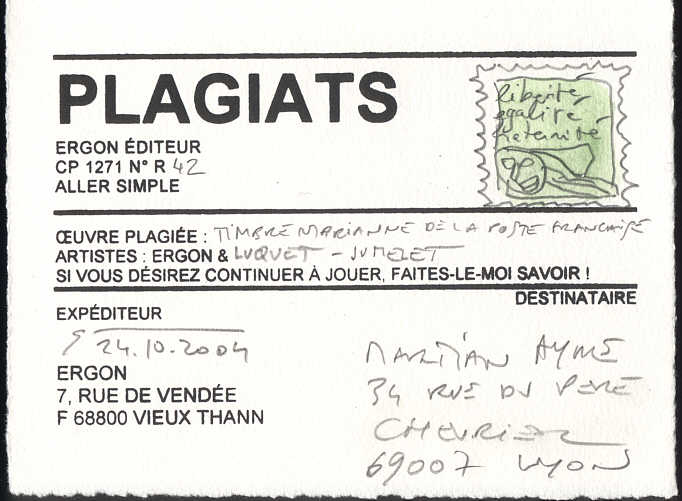 PLAGIATS
liberté
égalité
fraternité
ERGON ÉDITEUR
CP 1271 N° R 42
ALLER SIMPLE
ŒUVRE PLAGIÉE : TIMBRE MARIANNE DE LA POSTE FRANÇAISE
ARTISTES : ERGON & LUQUET - JUMELET
SI VOUS DÉSIREZ CONTINUER À JOUER, FAITES-LE-MOI SAVOIR !
DESTINATAIRE
EXPÉDITEUR
24.10.2004
ERGON
7, RUE DE VENDÉE
F 68800 VIEUX THANN
MARTIAN AYME
34 RUE DU PERE
CHEVRIER
69007 LYON